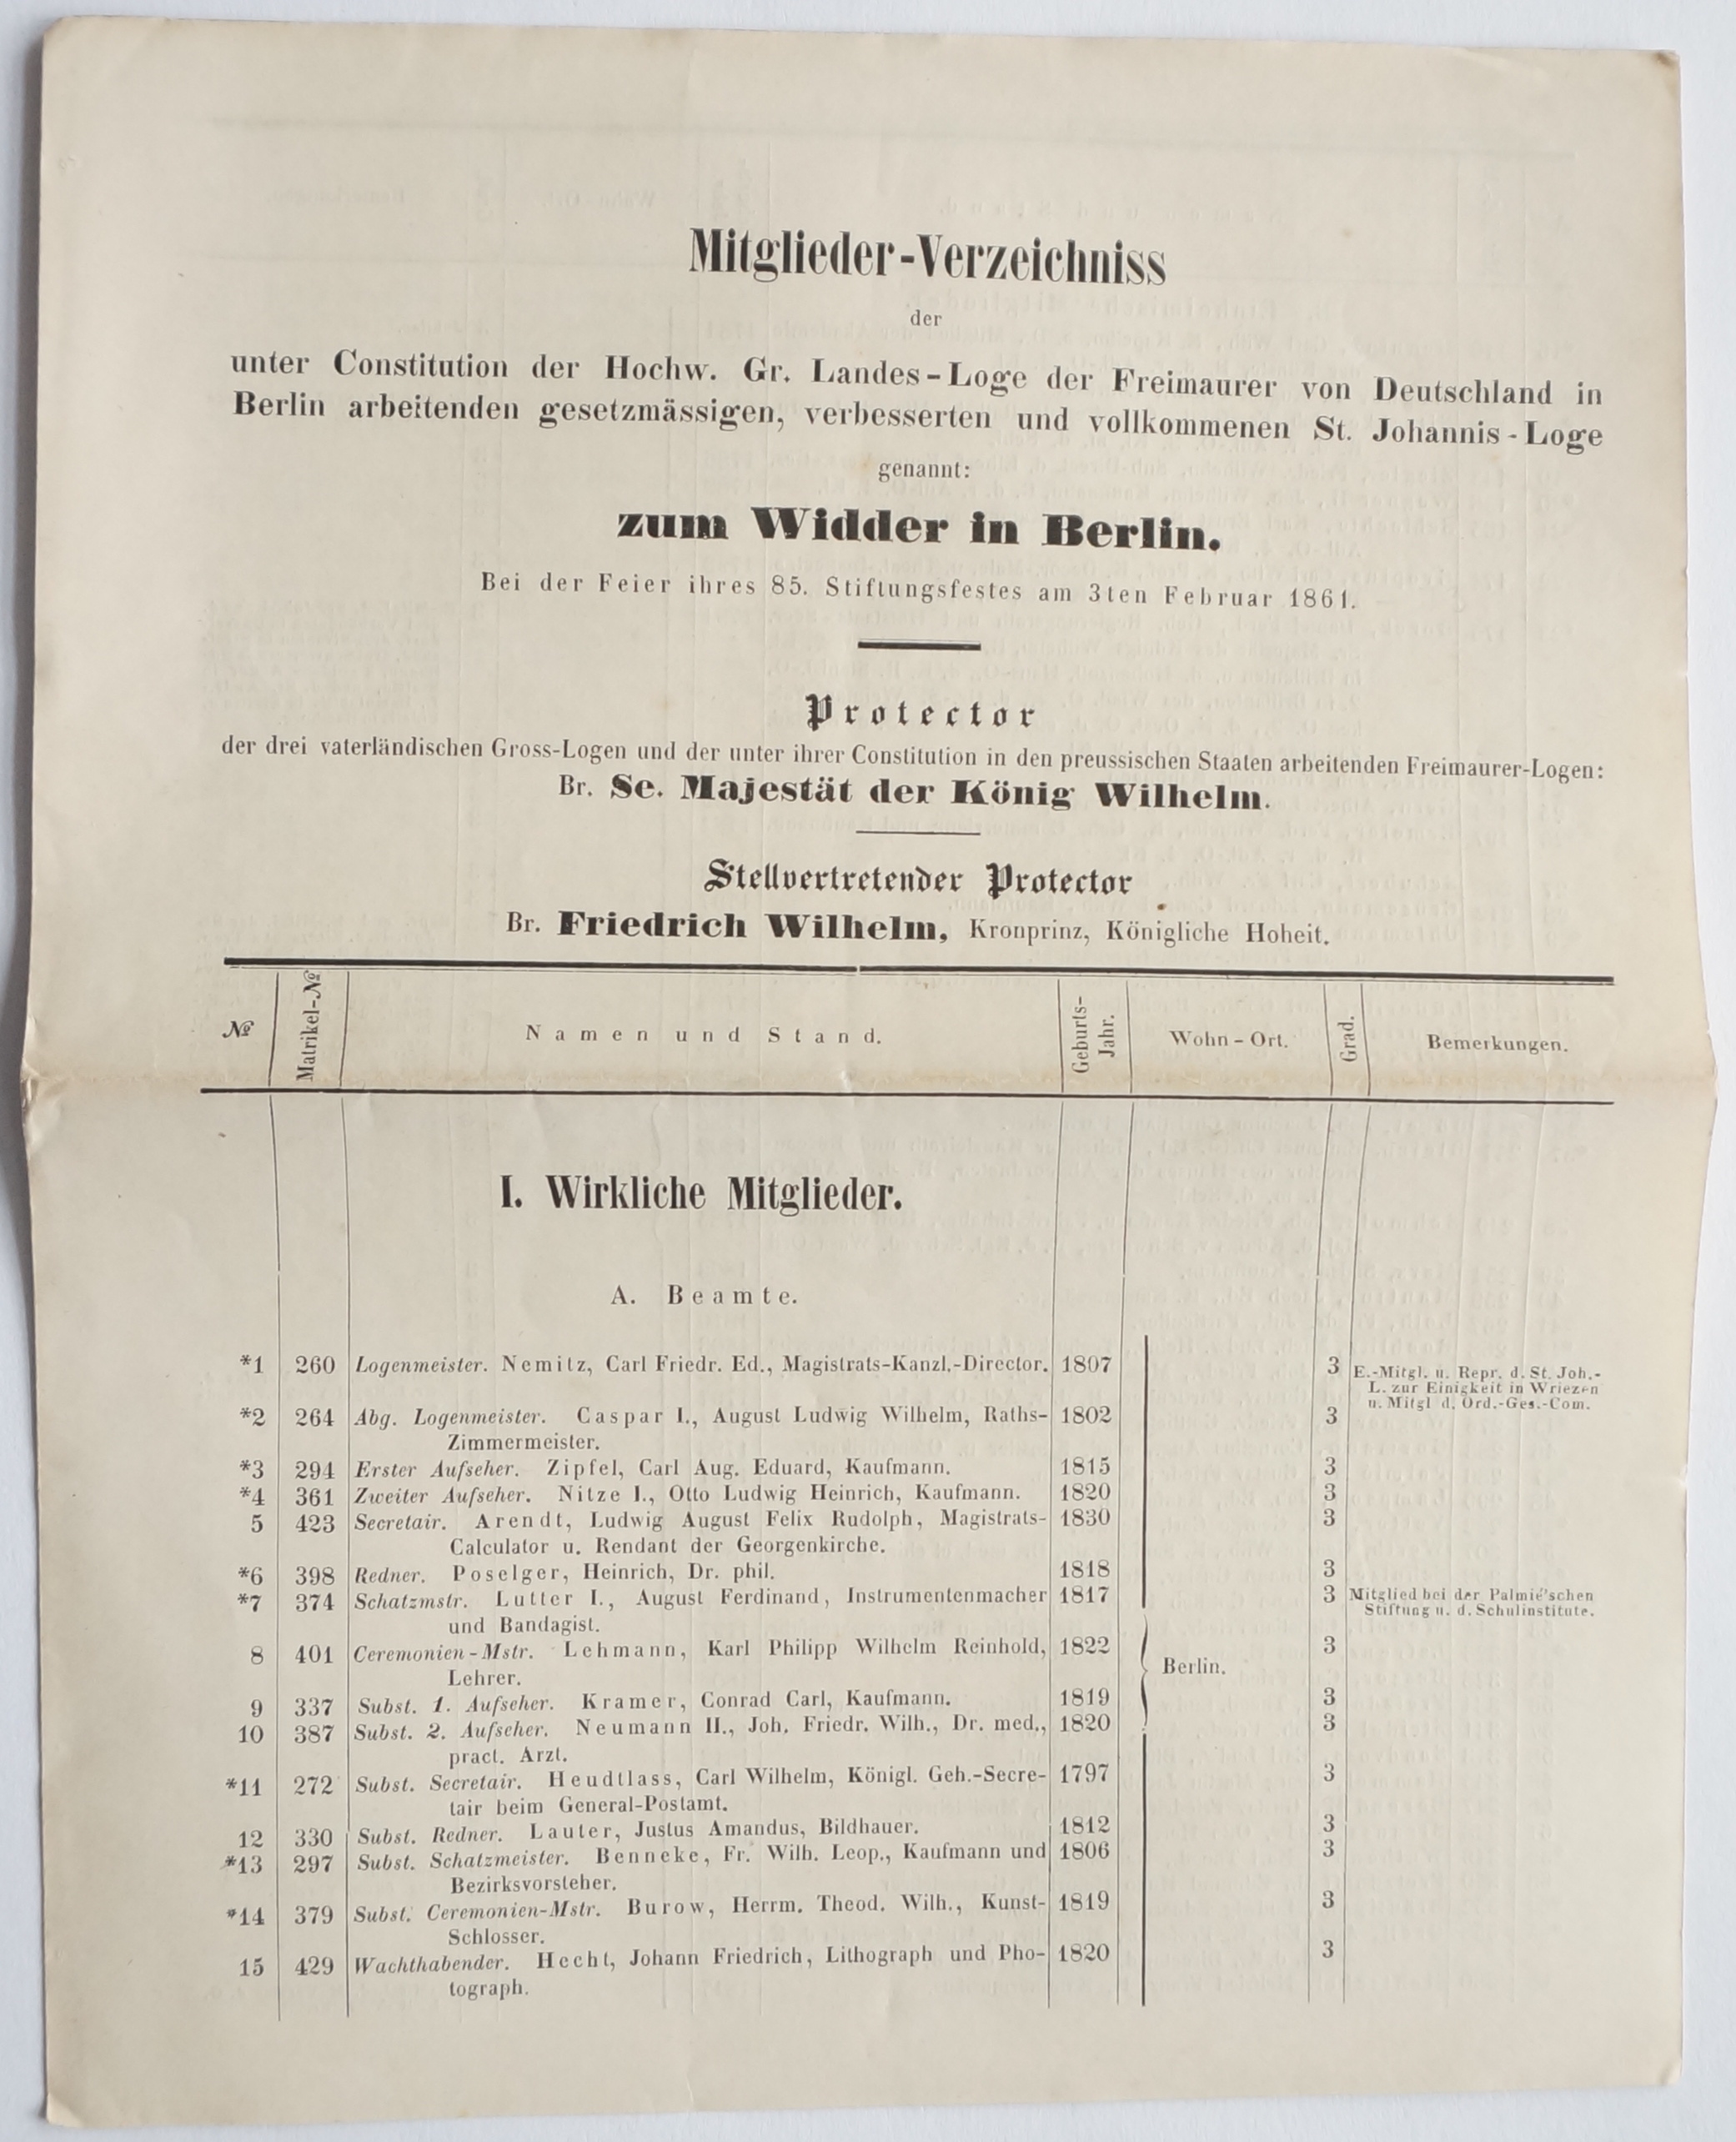 Mitglieder-Verzeichniss
der
unter Constitution der Hochw. Gr. Landes-Loge der Freimaurer von Deutschland in
Berlin arbeitenden gesetzmässigen, verbesserten und vollkommenen St. Johannis-Loge
genannt:
zum Widder in Berlin.
Bei der Feier ihres 85. Stiftungsfestes am 3ten Februar 1861.
Protector
der drei vaterländischen Gross-Logen und der unter ihrer Constitution in den preussischen Staaten arbeitenden Freimaurer-Logen:
Br. Se. Majestät der König Wilhelm.
Stellvertretender Protector
Br. Friedrich Wilhelm, Kronprinz, Königliche Hoheit.
№ Matrikel-№ Namen und Stand. Geburts-Jahr. Wohn-Ort. Grad. Bemerkungen.
I. Wirkliche Mitglieder.
A. Beamte.
*1 260 Logenmeister. Nemitz, Carl Friedr. Ed., Magistrats-Kanzl.-Director. 1807 3 E.-Mitgl. u. Repr. d. St. Joh.-
L. zur Einigkeit in Wriezen
u. Mitgl d. Ord.-Ges.-Com.
*2 264 Abg. Logenmeister. Caspar I., August Ludwig Wilhelm, Raths- 1802 3
Zimmermeister.
*3 294 Erster Aufseher. Zipfel, Carl Aug. Eduard, Kaufmann. 1815 3
*4 361 Zweiter Aufseher. Nitze I., Otto Ludwig Heinrich, Kaufmann. 1820 3
5 423 Secretair. Arendt, Ludwig August Felix Rudolph, Magistrats- 1830 3
Calculator u. Rendant der Georgenkirche.
*6 398 Redner. Poselger, Heinrich, Dr. phil. 1818 3
*7 374 Schatzmstr. Lutter I., August Ferdinand, Instrumentenmacher 1817 3 Mitglied bei der Palmié'schen
und Bandagist. Stiftung u. d. Schulinstitute.
8 401 Ceremonien-Mstr. Lehmann, Karl Philipp Wilhelm Reinhold, 1822 3
Lehrer. Berlin.
9 337 Subst. 1. Aufseher. Kramer, Conrad Carl, Kaufmann. 1819 3
10 387 Subst. 2. Aufseher. Neumann II., Joh. Friedr. Wilh., Dr. med., 1820 3
pract. Arzt.
*11 272 Subst. Secretair. Heudtlass, Carl Wilhelm, Königl. Geh.-Secre- 1797 3
tair beim General-Postamt.
12 330 Subst. Redner. Lauter, Justus Amandus, Bildhauer. 1812 3
*13 297 Subst. Schatzmeister. Benneke, Fr. Wilh. Leop., Kaufmann und 1806 3
Bezirksvorsteher.
*14 379 Subst. Ceremonien-Mstr. Burow, Herrm. Theod. Wilh., Kunst- 1819 3
Schlosser.
15 429 Wachthabender. Hecht, Johann Friedrich, Lithograph und Pho- 1820 3
tograph.